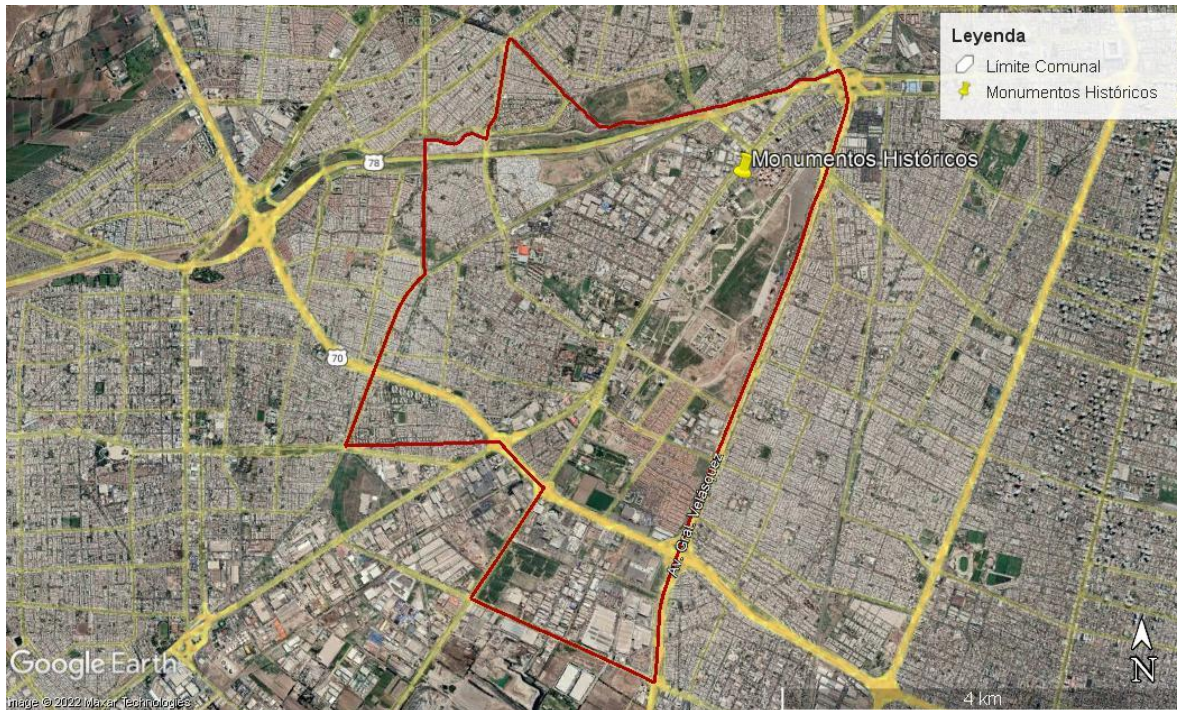 Leyenda
Límite Comunal
Monumentos Históricos
78
Monumentos Históricos
70
Av. Gral. Velásquez
Google Earth
Image © 2022 Maxar Technologies
N
4 km